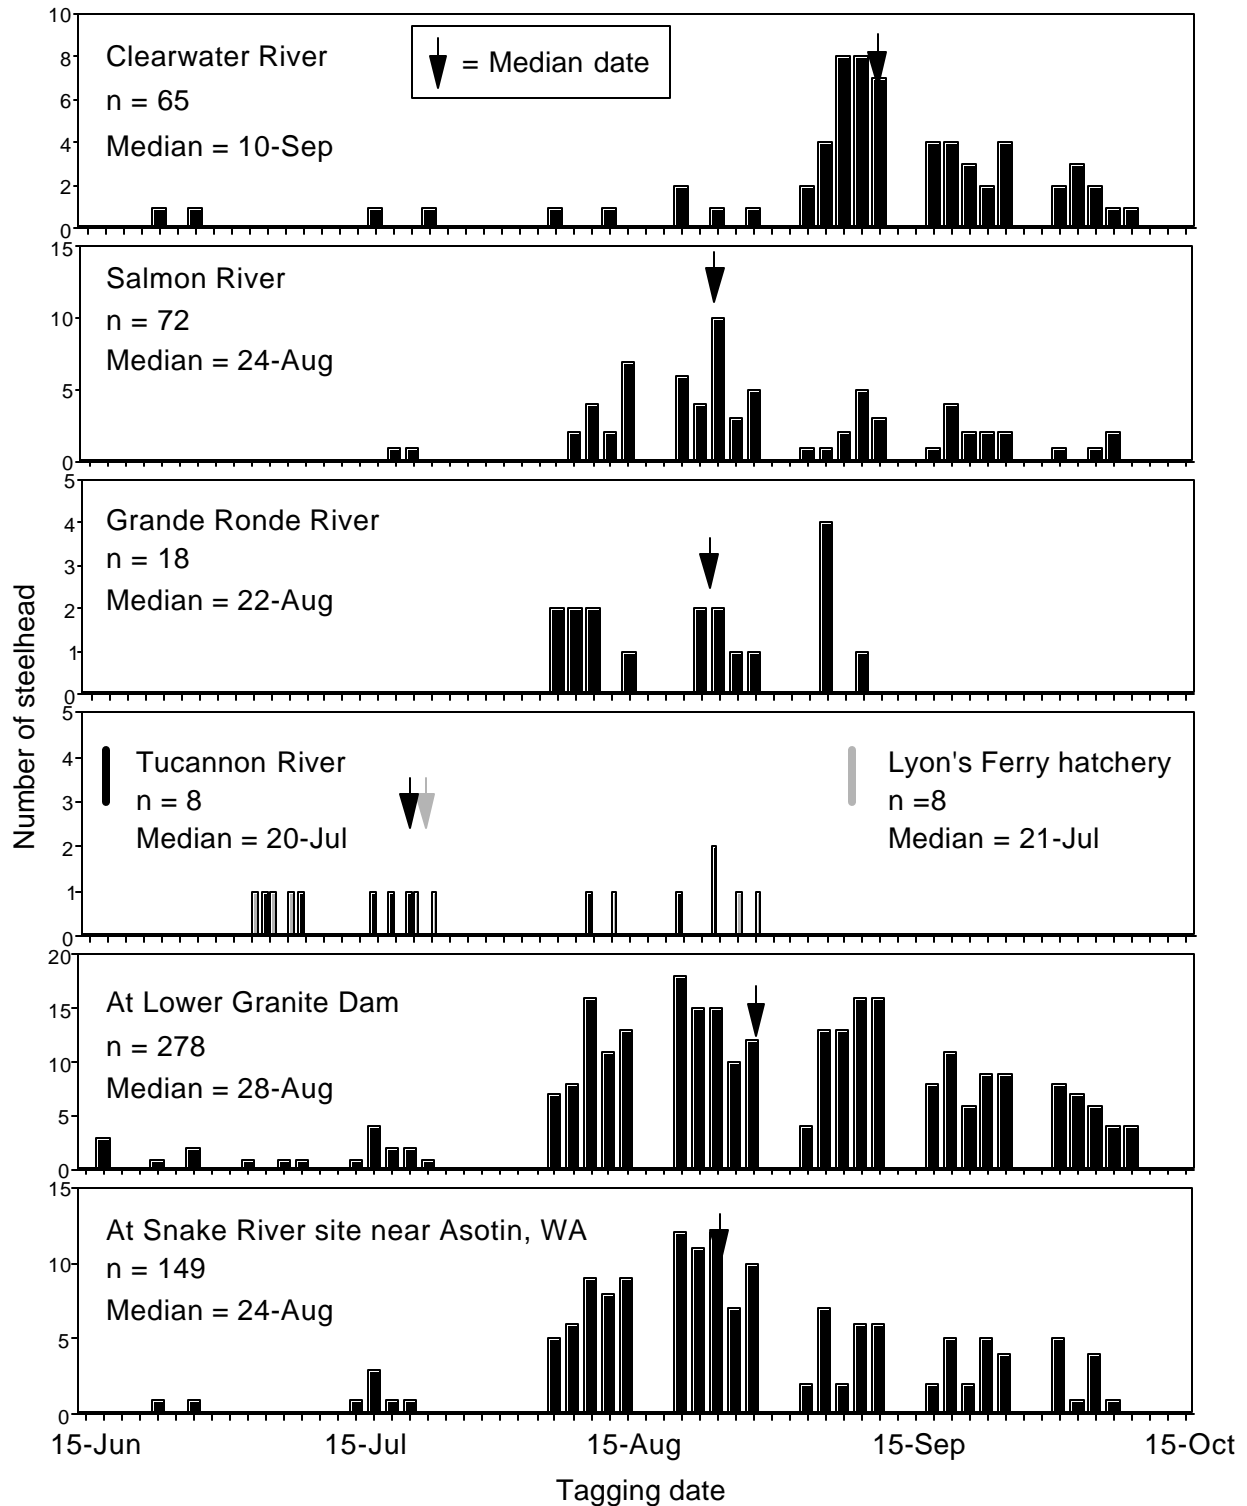 10
8
6
4
2
0
Clearwater River
n = 65
Median = 10-Sep
= Median date
15
10
5
0
Salmon River
n = 72
Median = 24-Aug
5
4
3
2
1
0
Grande Ronde River
n = 18
Median = 22-Aug
Number of steelhead
5
4
3
2
1
0
Tucannon River
n = 8
Median = 20-Jul
Lyon's Ferry hatchery
n =8
Median = 21-Jul
20
15
10
5
0
At Lower Granite Dam
n = 278
Median = 28-Aug
15
10
5
0
At Snake River site near Asotin, WA
n = 149
Median = 24-Aug
15-Jun 15-Jul 15-Aug 15-Sep 15-Oct
Tagging date